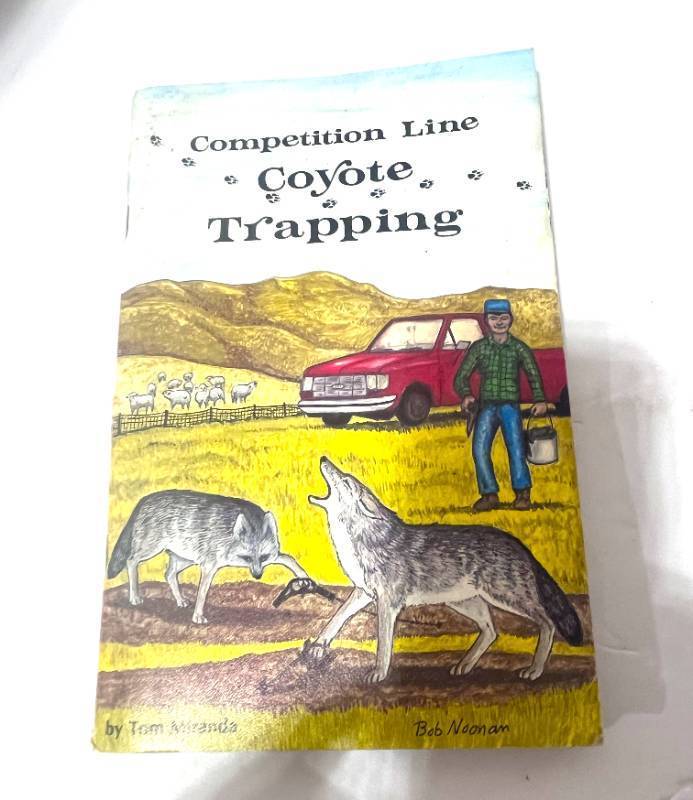 Competition Line
Coyote
Trapping
by Tom Miranda
Bob Noonan